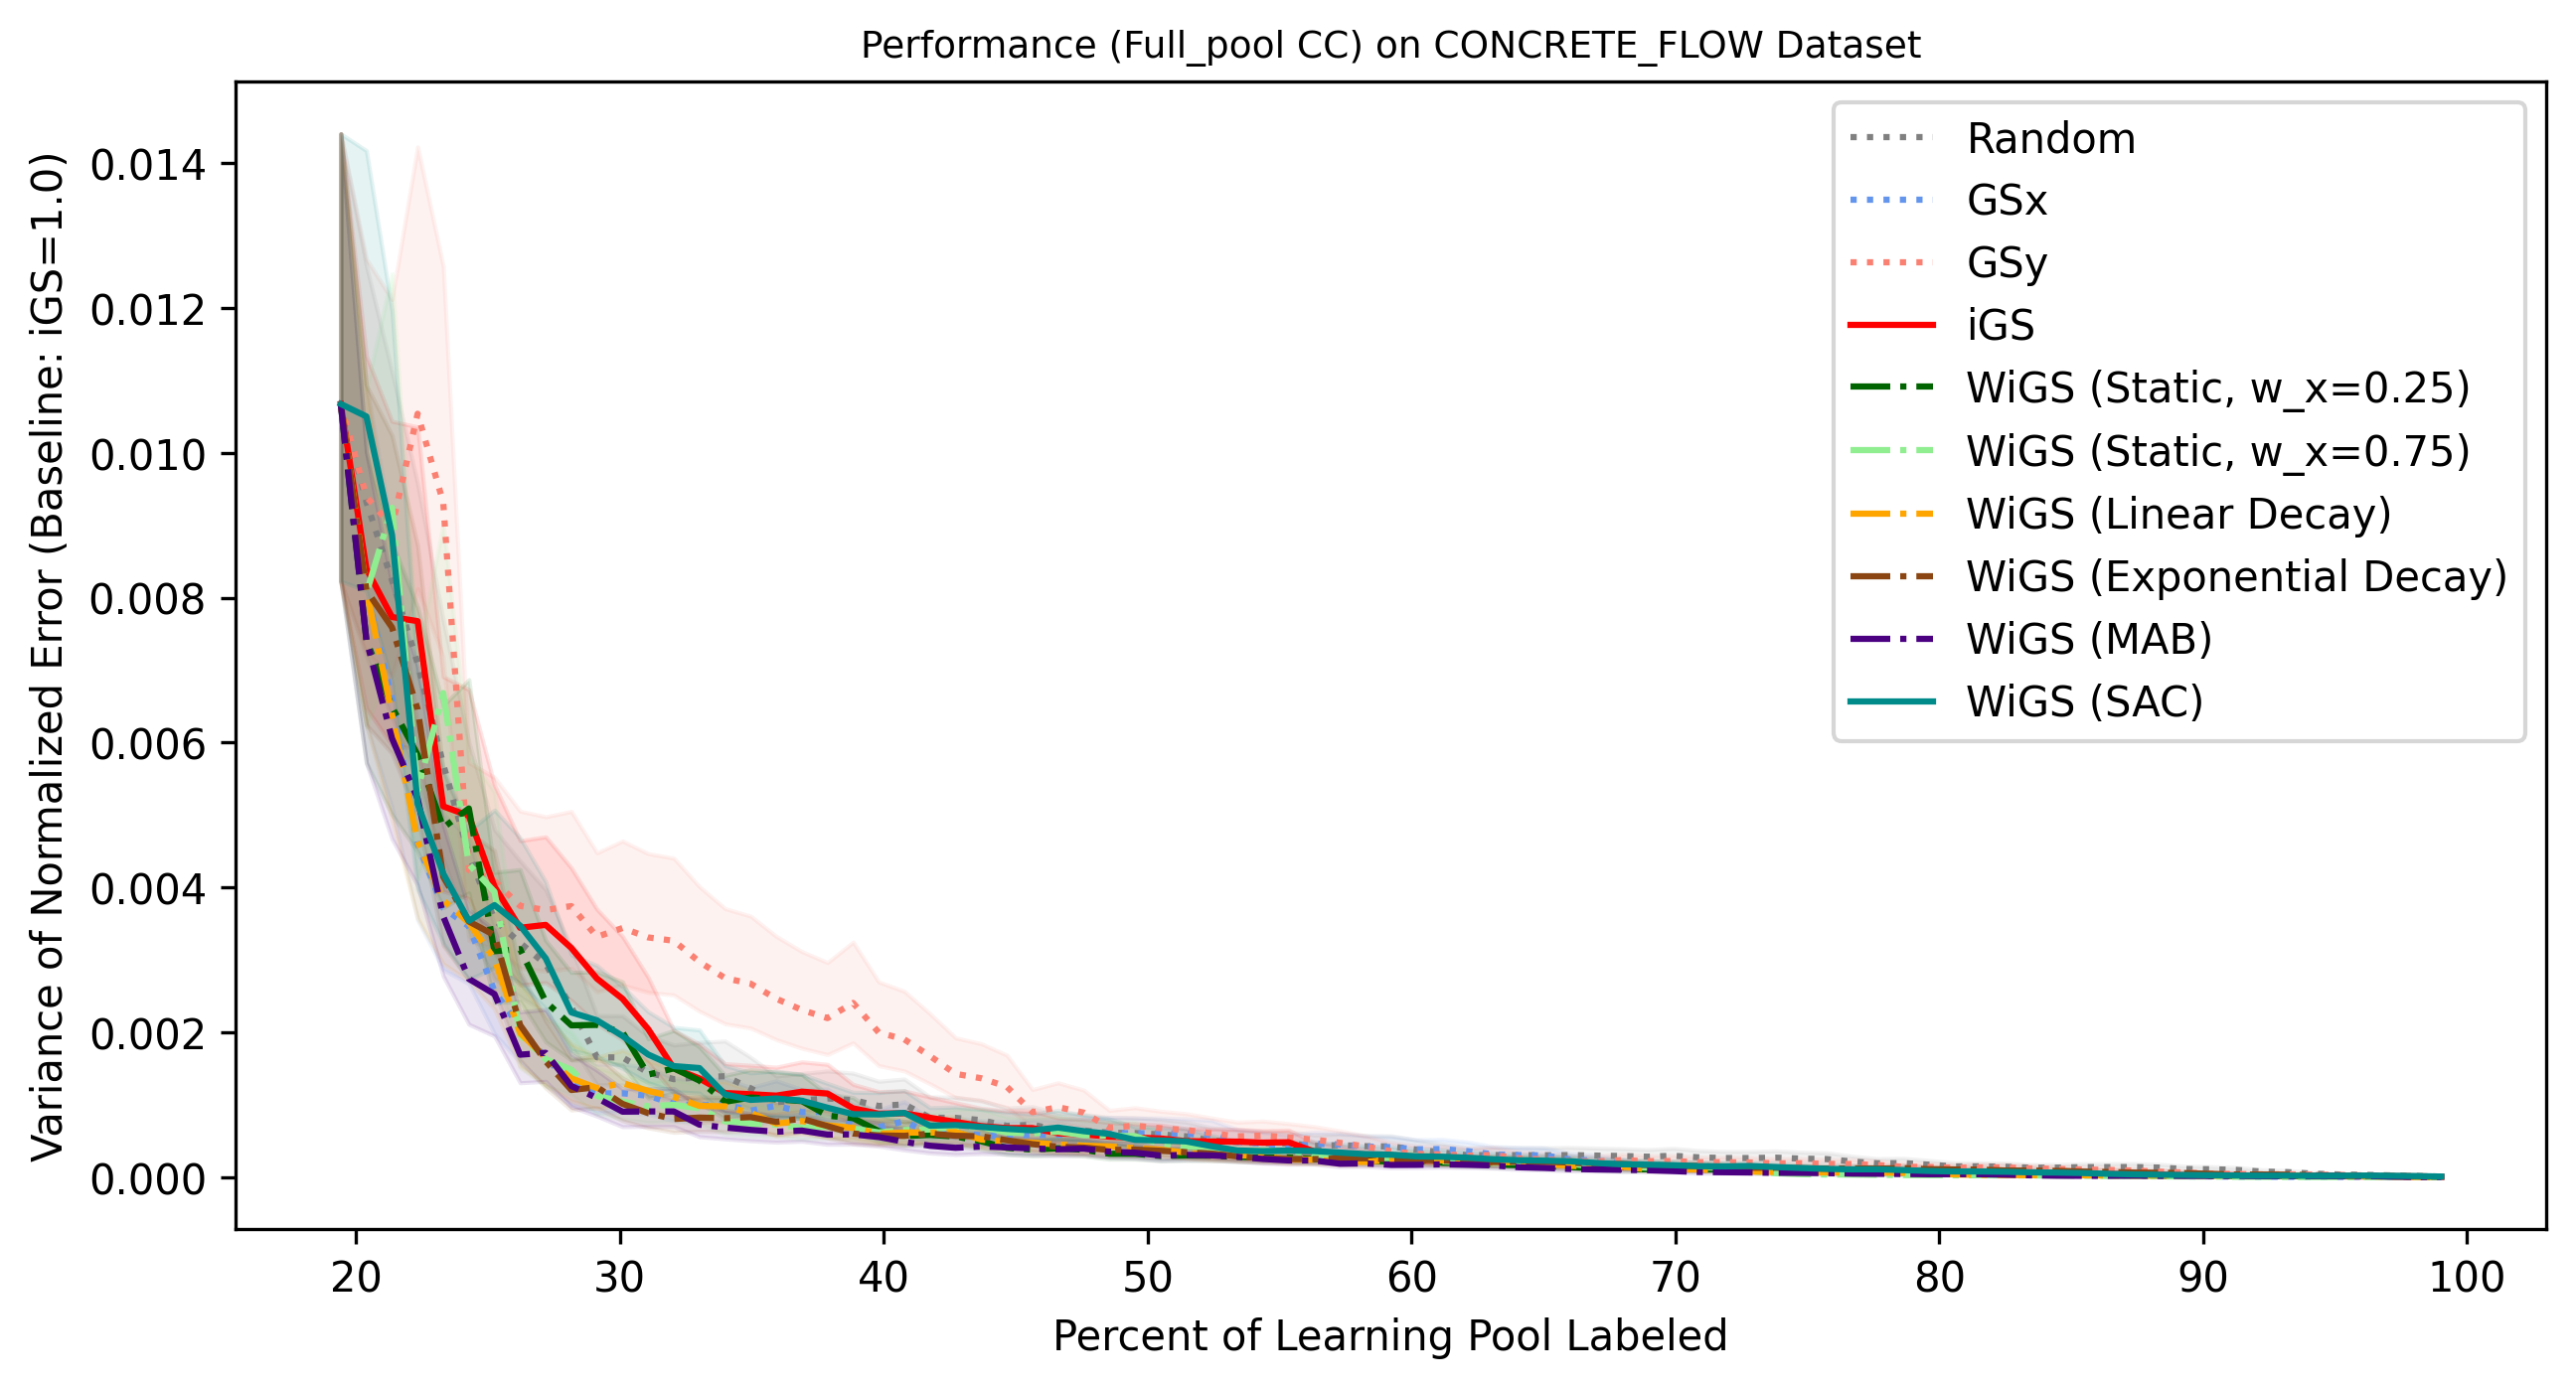 Performance (Full_pool CC) on CONCRETE_FLOW Dataset
Variance of Normalized Error (Baseline: iGS=1.0)
0.014
0.012
0.010
0.008
0.006
0.004
0.002
0.000
Random
GSx
GSy
iGS
WiGS (Static, w_x=0.25)
WiGS (Static, w_x=0.75)
WiGS (Linear Decay)
WiGS (Exponential Decay)
WiGS (MAB)
WiGS (SAC)
20 30 40 50 60 70 80 90 100
Percent of Learning Pool Labeled